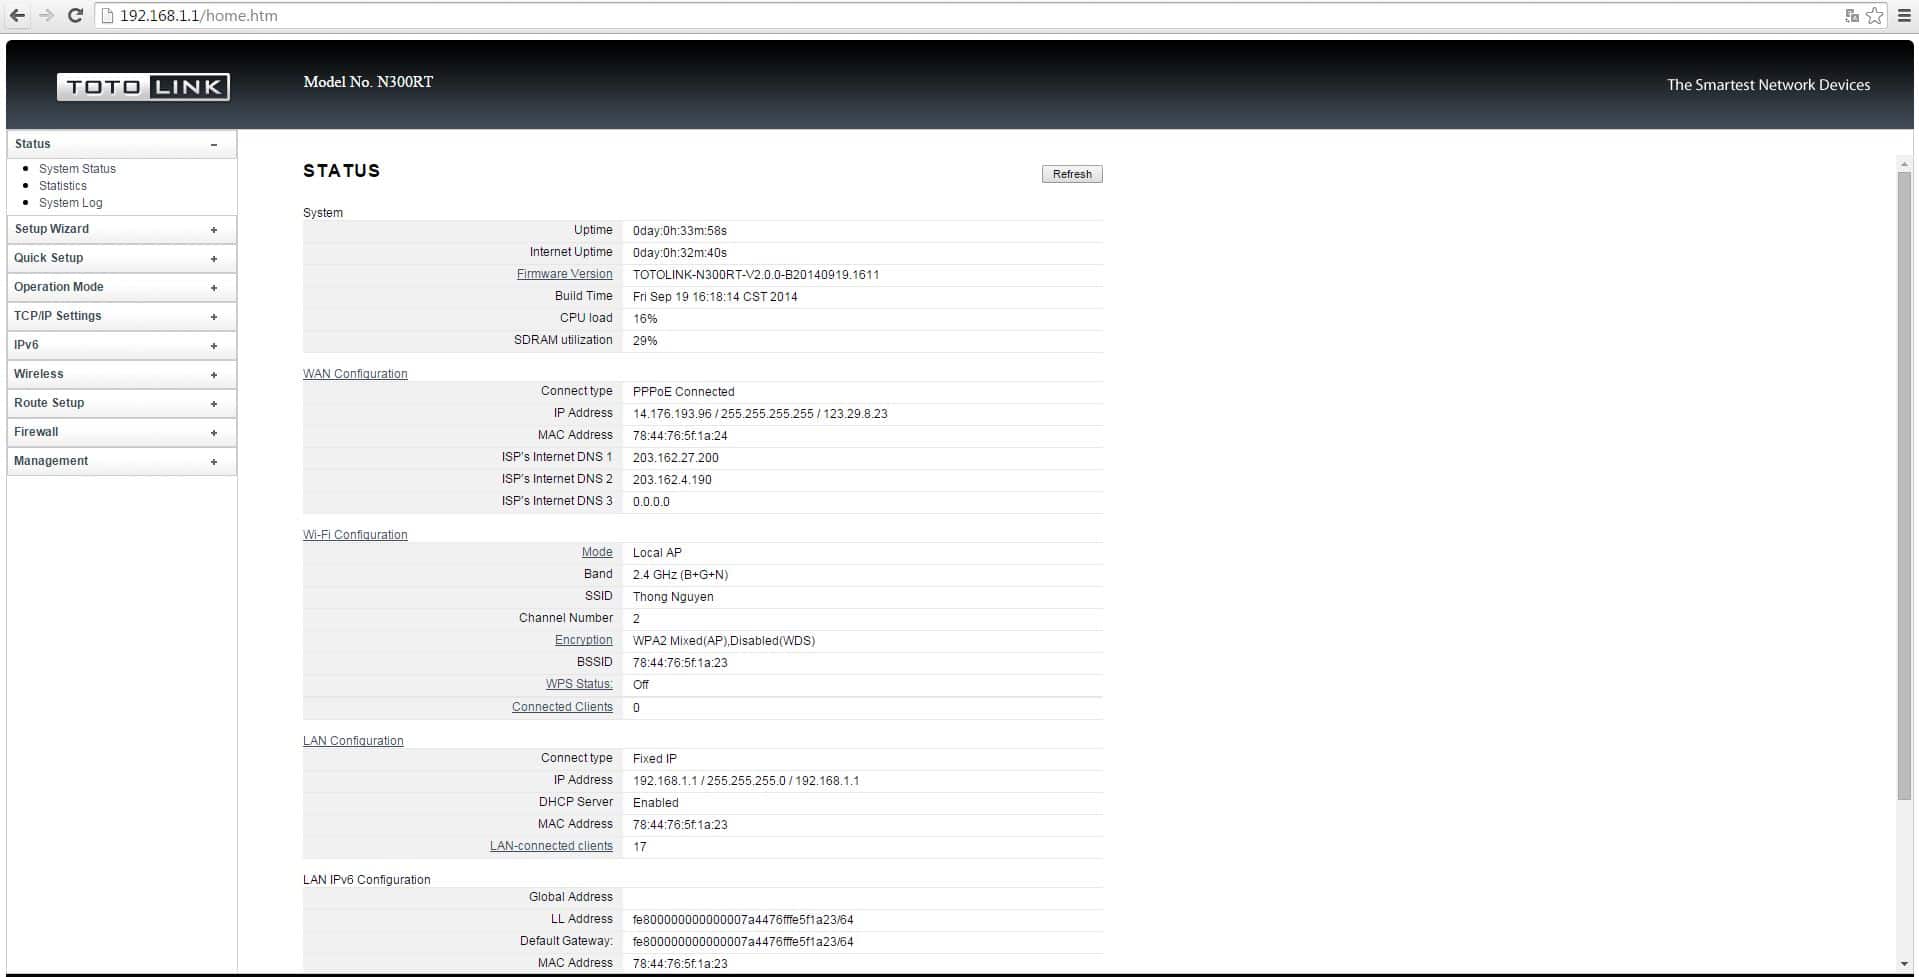 192.168.1.1/home.htm
TOTO LINK
Model No. N300RT
The Smartest Network Devices
Status −
System Status
Statistics
System Log
Setup Wizard +
Quick Setup +
Operation Mode +
TCP/IP Settings +
IPv6 +
Wireless +
Route Setup +
Firewall +
Management +
STATUS
Refresh
System
Uptime 0day:0h:33m:58s
Internet Uptime 0day:0h:32m:40s
Firmware Version TOTOLINK-N300RT-V2.0.0-B20140919.1611
Build Time Fri Sep 19 16:18:14 CST 2014
CPU load 16%
SDRAM utilization 29%
WAN Configuration
Connect type PPPoE Connected
IP Address 14.176.193.96 / 255.255.255.255 / 123.29.8.23
MAC Address 78:44:76:5f:1a:24
ISP's Internet DNS 1 203.162.27.200
ISP's Internet DNS 2 203.162.4.190
ISP's Internet DNS 3 0.0.0.0
Wi-Fi Configuration
Mode Local AP
Band 2.4 GHz (B+G+N)
SSID Thong Nguyen
Channel Number 2
Encryption WPA2 Mixed(AP),Disabled(WDS)
BSSID 78:44:76:5f:1a:23
WPS Status: Off
Connected Clients 0
LAN Configuration
Connect type Fixed IP
IP Address 192.168.1.1 / 255.255.255.0 / 192.168.1.1
DHCP Server Enabled
MAC Address 78:44:76:5f:1a:23
LAN-connected clients 17
LAN IPv6 Configuration
Global Address
LL Address fe800000000000007a4476fffe5f1a23/64
Default Gateway: fe800000000000007a4476fffe5f1a23/64
MAC Address 78:44:76:5f:1a:23